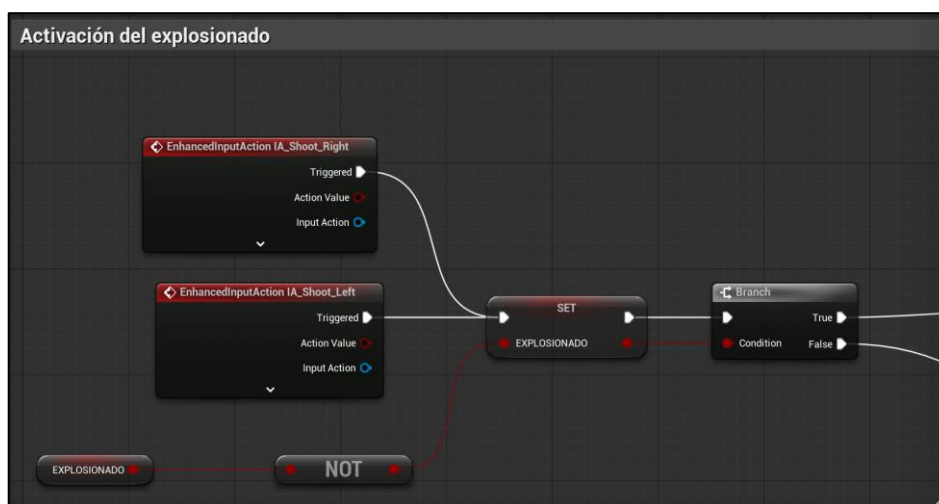 Activación del explosionado
EnhancedInputAction IA_Shoot_Right
Triggered
Action Value
Input Action
EnhancedInputAction IA_Shoot_Left
Triggered
Action Value
Input Action
SET
EXPLOSIONADO
Branch
True
Condition
False
EXPLOSIONADO
NOT